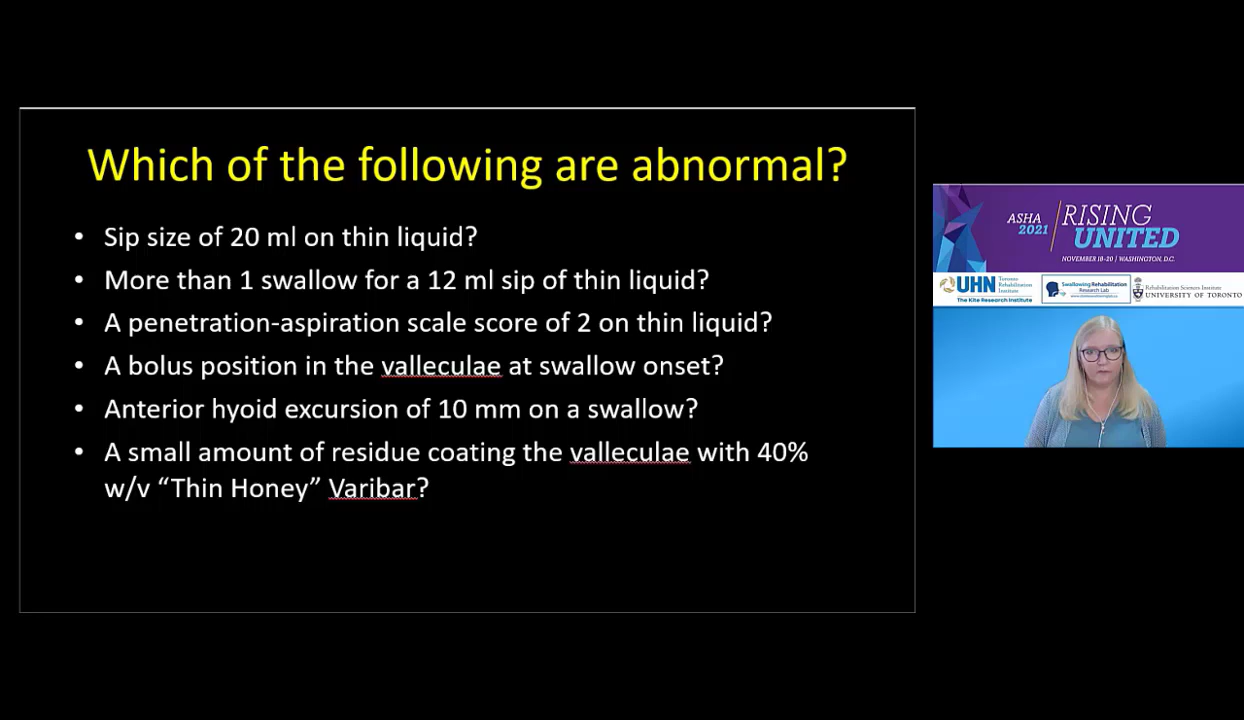 Which of the following are abnormal?
• Sip size of 20 ml on thin liquid?
• More than 1 swallow for a 12 ml sip of thin liquid?
• A penetration-aspiration scale score of 2 on thin liquid?
• A bolus position in the valleculae at swallow onset?
• Anterior hyoid excursion of 10 mm on a swallow?
• A small amount of residue coating the valleculae with 40%
w/v “Thin Honey” Varibar?
ASHA 2021
RISING
UNITED
NOVEMBER 18-20 | WASHINGTON, D.C.
UHN
Toronto
Rehabilitation
Institute
The Kite Research Institute
Swallowing Rehabilitation
Research Lab
Rehabilitation Sciences Institute
UNIVERSITY OF TORONTO